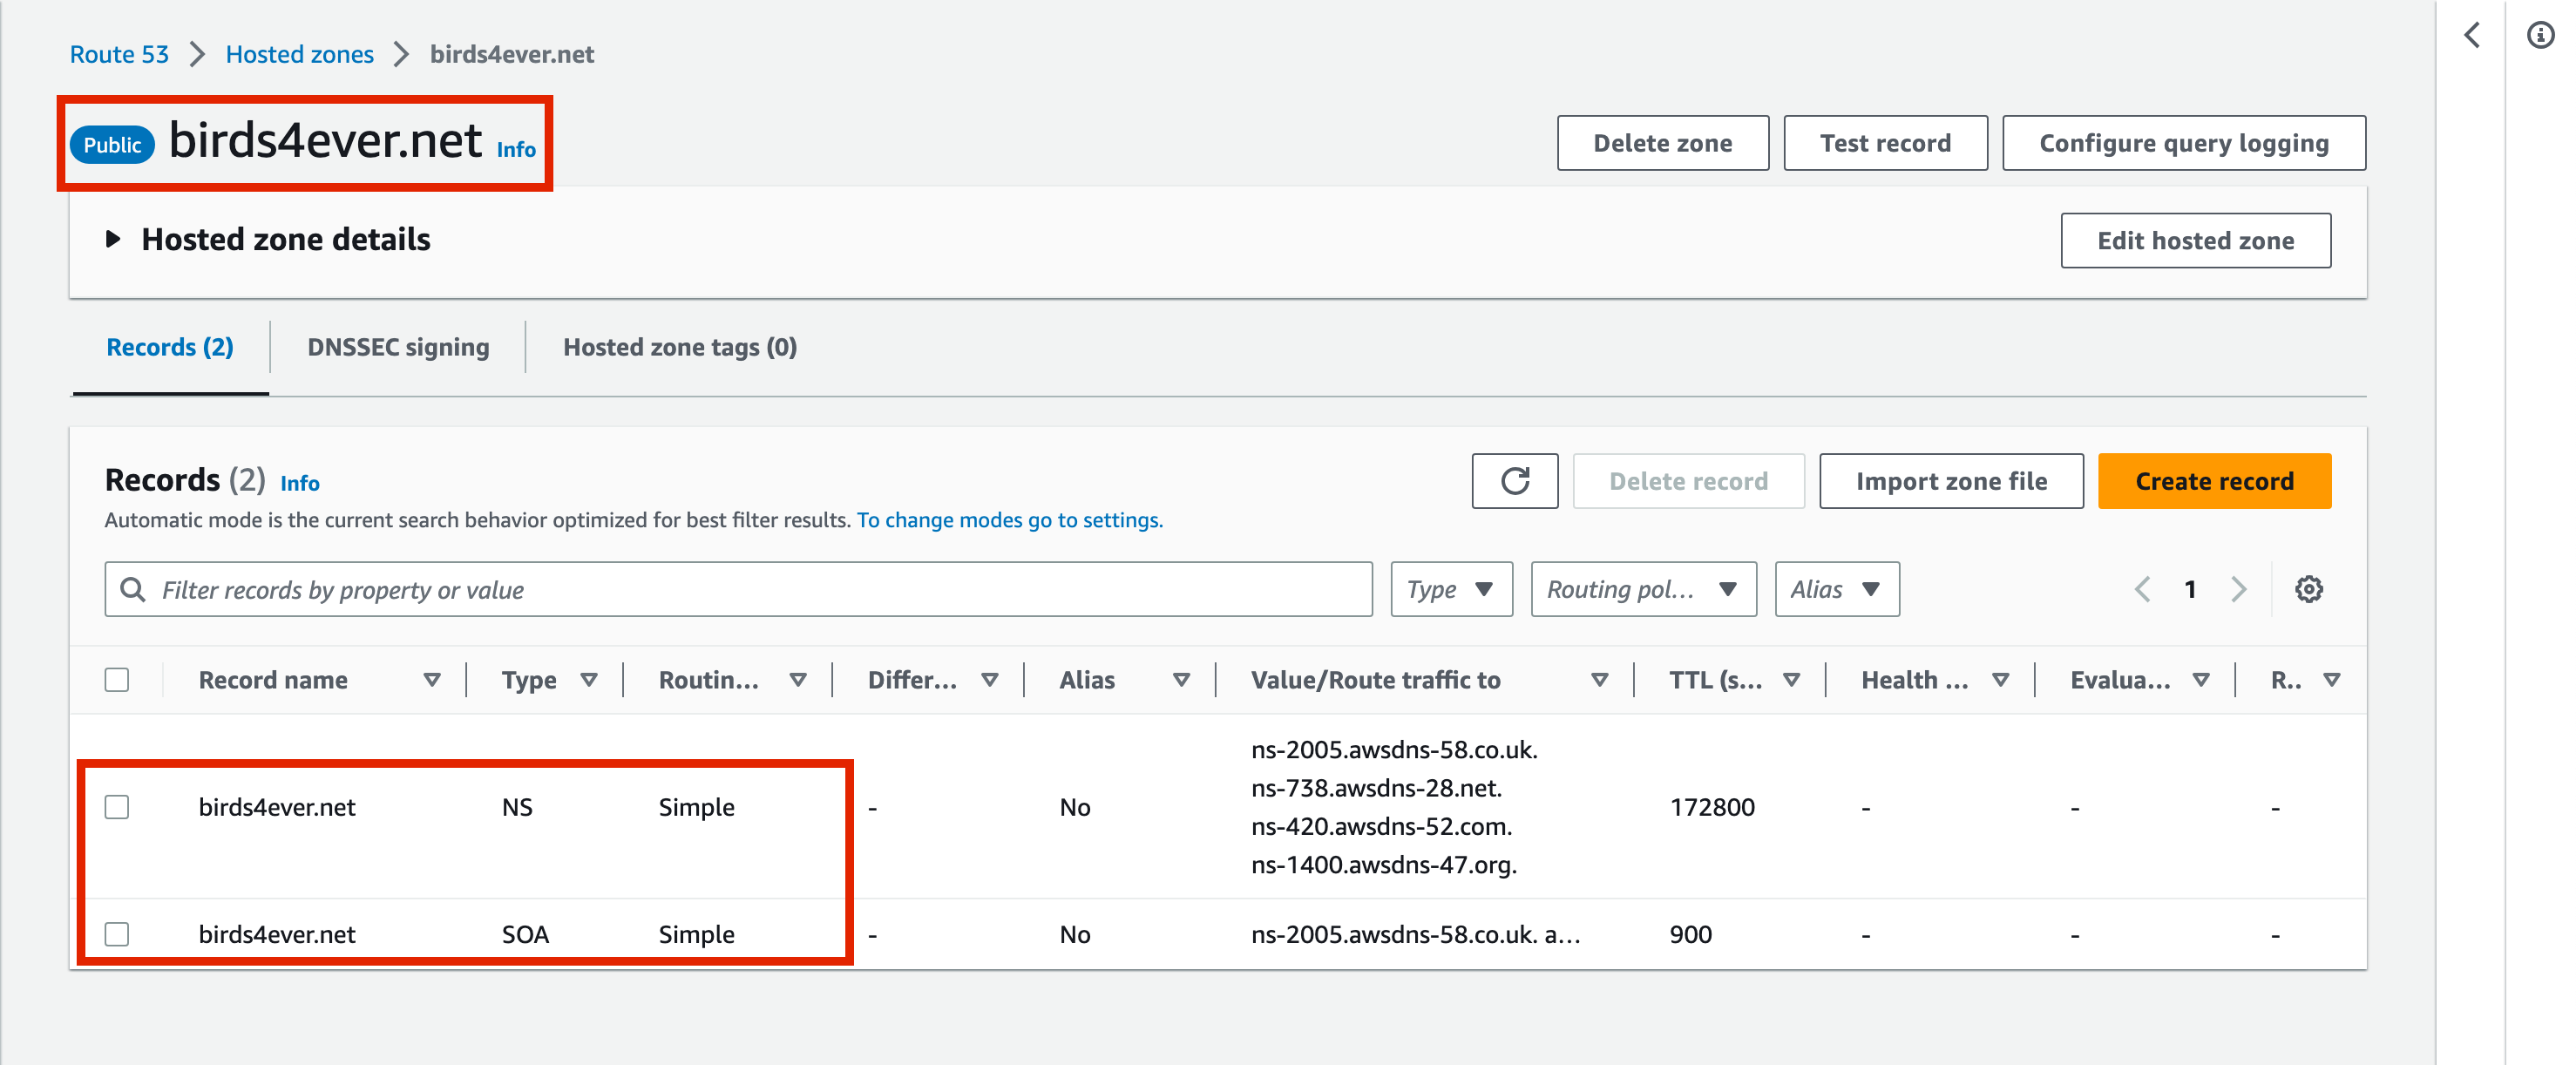 Route 53 > Hosted zones > birds4ever.net
Public birds4ever.net Info
Delete zone Test record Configure query logging
Hosted zone details
Edit hosted zone
Records (2) DNSSEC signing Hosted zone tags (0)
Records (2) Info
Delete record Import zone file Create record
Automatic mode is the current search behavior optimized for best filter results. To change modes go to settings.
Filter records by property or value Type Routing pol... Alias 1
Record name Type Routin... Differ... Alias Value/Route traffic to TTL (s... Health ... Evalua... R..
ns-2005.awsdns-58.co.uk.
ns-738.awsdns-28.net.
birds4ever.net NS Simple - No 172800 - - -
ns-420.awsdns-52.com.
ns-1400.awsdns-47.org.
birds4ever.net SOA Simple - No ns-2005.awsdns-58.co.uk. a... 900 - - -